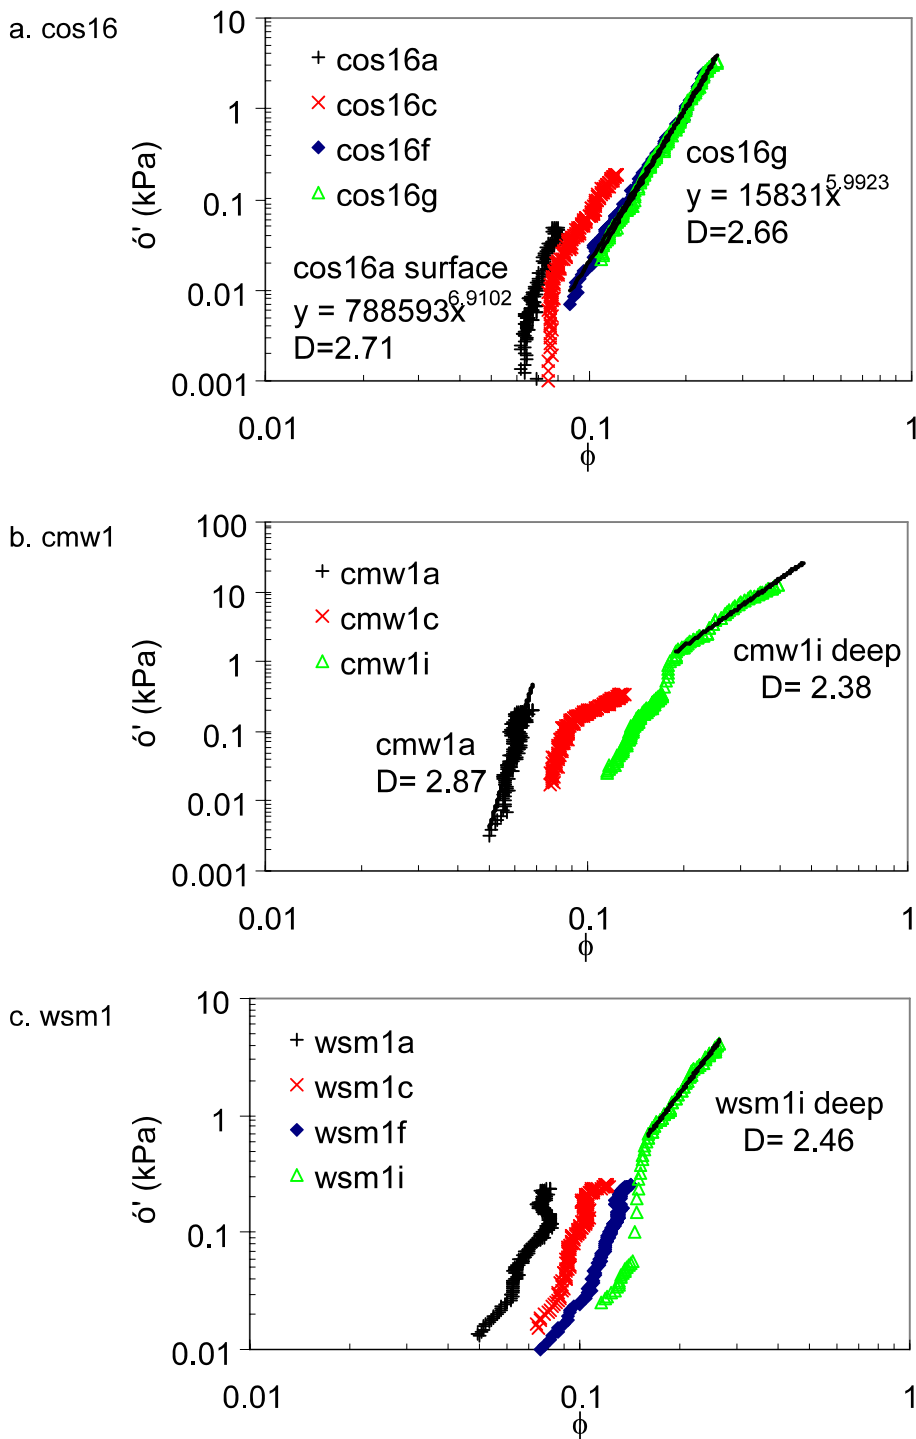 a. cos16
10
1
0.1
0.01
0.001
ó' (kPa)
+ cos16a
× cos16c
◆ cos16f
△ cos16g
cos16g
y = 15831x^5.9923
D=2.66
cos16a surface
y = 788593x^6.9102
D=2.71
0.01 0.1 1
ϕ
b. cmw1
100
10
1
0.1
0.01
0.001
ó' (kPa)
+ cmw1a
× cmw1c
△ cmw1i
cmw1i deep
D= 2.38
cmw1a
D= 2.87
0.01 0.1 1
ϕ
c. wsm1
10
1
0.1
0.01
ó' (kPa)
+ wsm1a
× wsm1c
◆ wsm1f
△ wsm1i
wsm1i deep
D= 2.46
0.01 0.1 1
ϕ